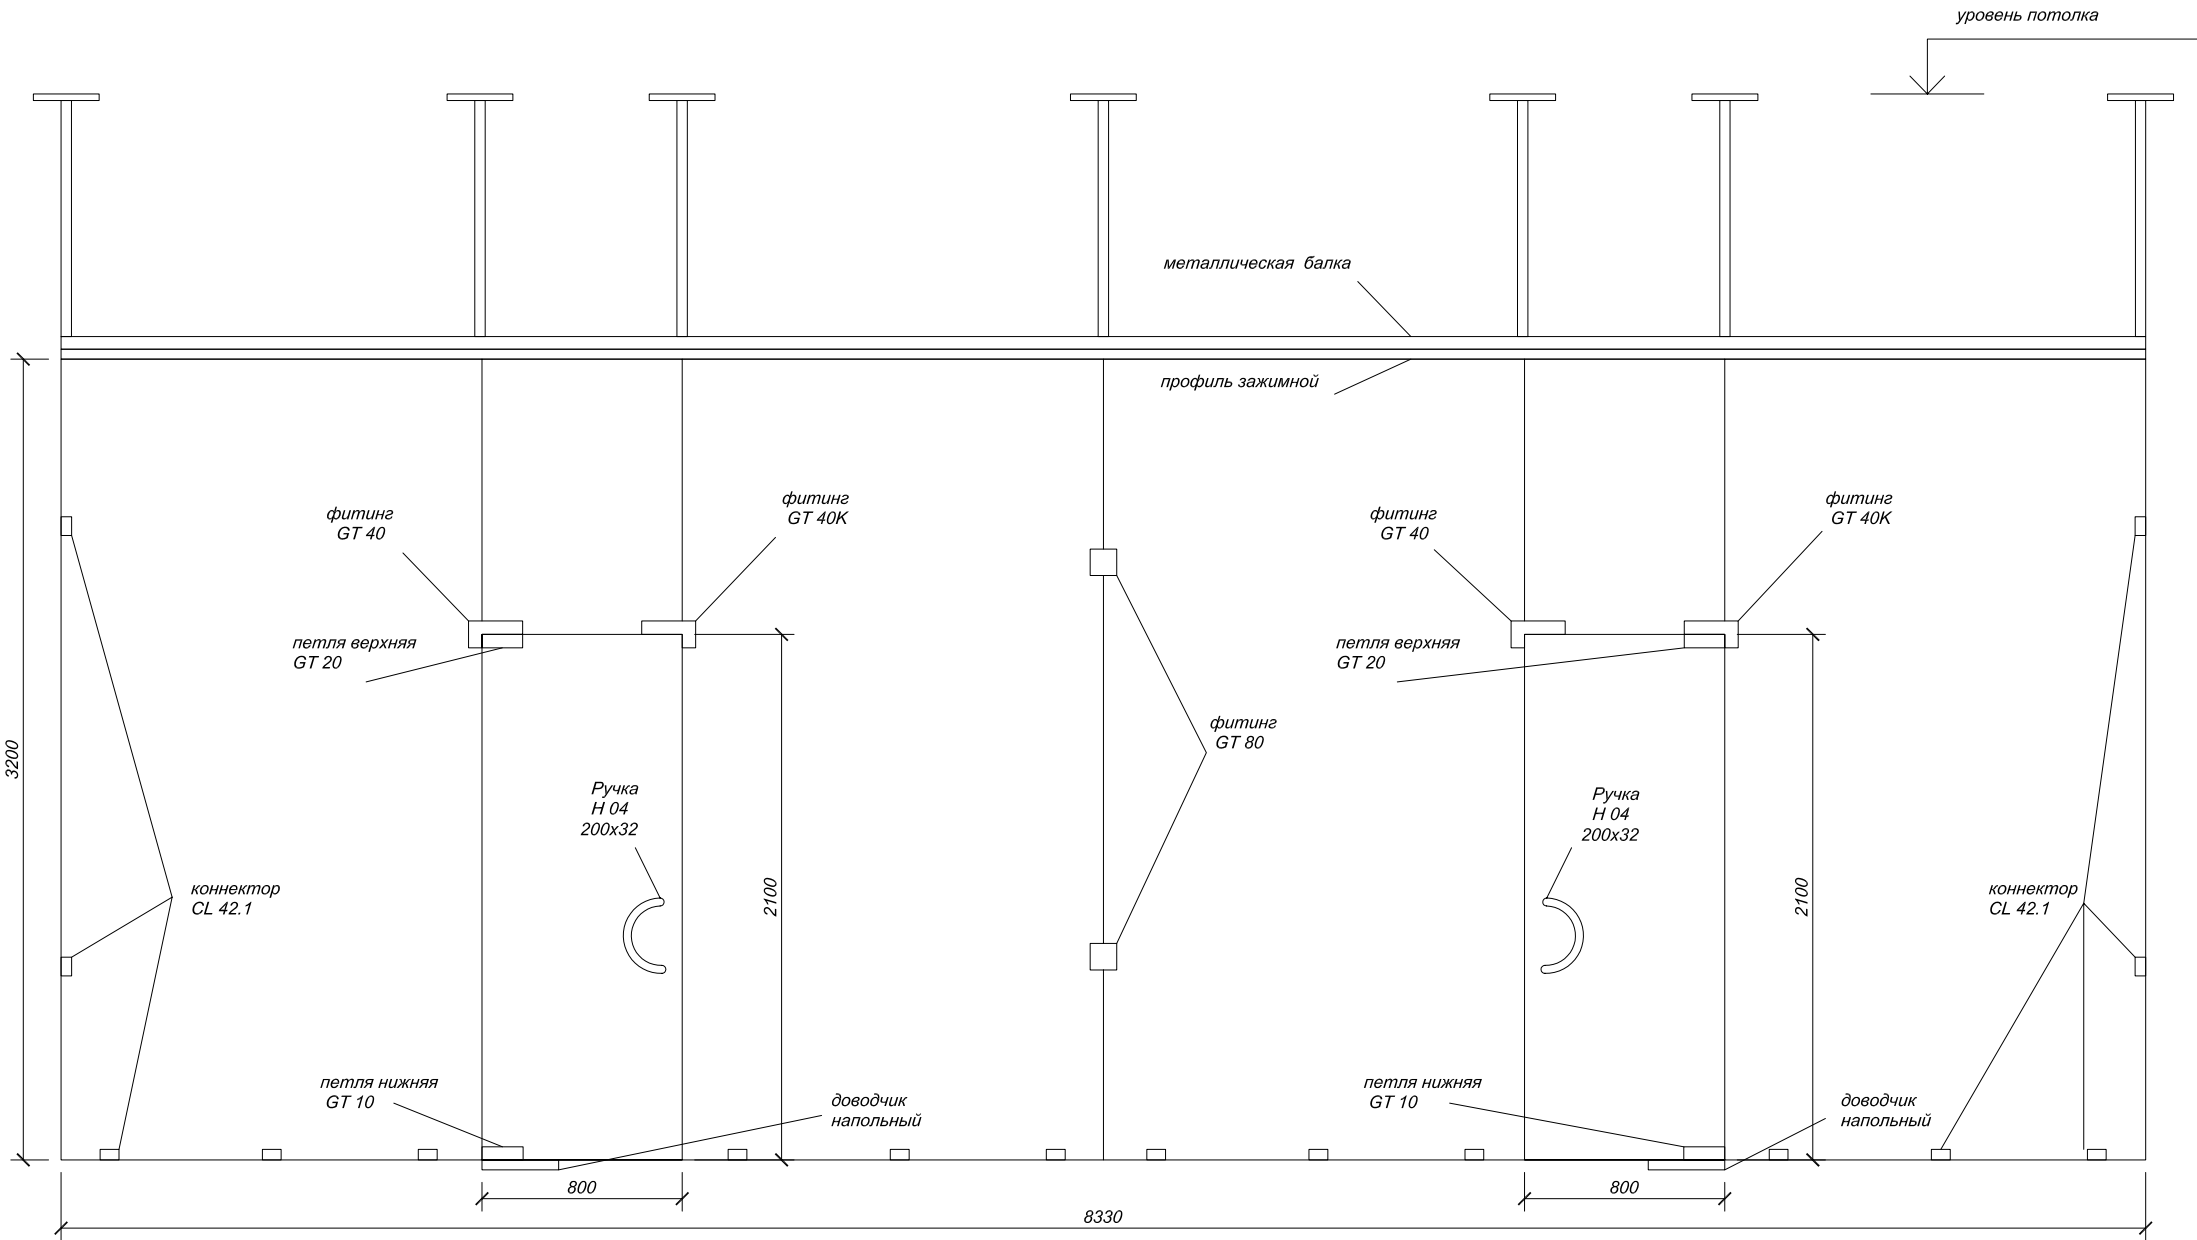 уровень потолка
металлическая балка
профиль зажимной
фитинг
GT 40
фитинг
GT 40K
фитинг
GT 40
фитинг
GT 40K
петля верхняя
GT 20
петля верхняя
GT 20
фитинг
GT 80
3200
Ручка
H 04
200x32
Ручка
H 04
200x32
2100
2100
коннектор
CL 42.1
коннектор
CL 42.1
петля нижняя
GT 10
доводчик
напольный
петля нижняя
GT 10
доводчик
напольный
800
800
8330